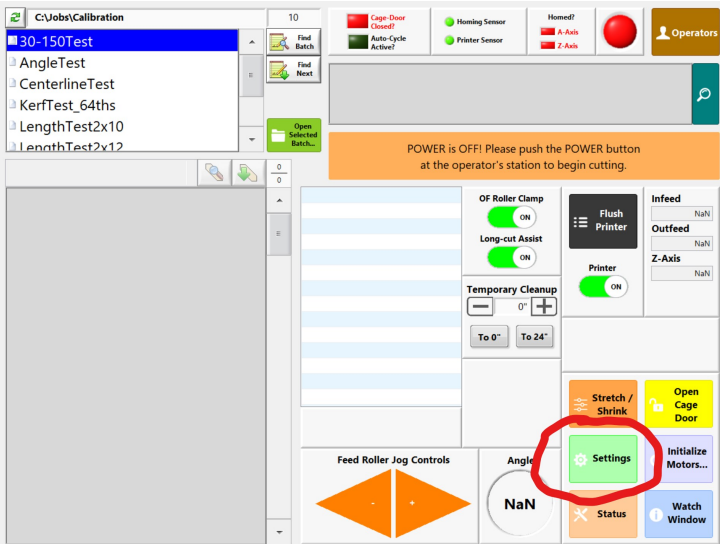 C:\Jobs\Calibration
10
30-150Test
AngleTest
CenterlineTest
KerfTest_64ths
LengthTest2x10
LengthTest2x12
Find
Batch
Find
Next
Open
Selected
Batch...
0
0
Cage-Door
Closed?
Auto-Cycle
Active?
Homing Sensor
Printer Sensor
Homed?
A-Axis
Z-Axis
Operators
POWER is OFF! Please push the POWER button
at the operator's station to begin cutting.
OF Roller Clamp
ON
Long-cut Assist
ON
Temporary Cleanup
0"
To 0"
To 24"
Flush
Printer
Printer
ON
Infeed
NaN
Outfeed
NaN
Z-Axis
NaN
Stretch /
Shrink
Open
Cage
Door
Settings
Initialize
Motors...
Status
Watch
Window
Feed Roller Jog Controls
-
+
Angle
NaN